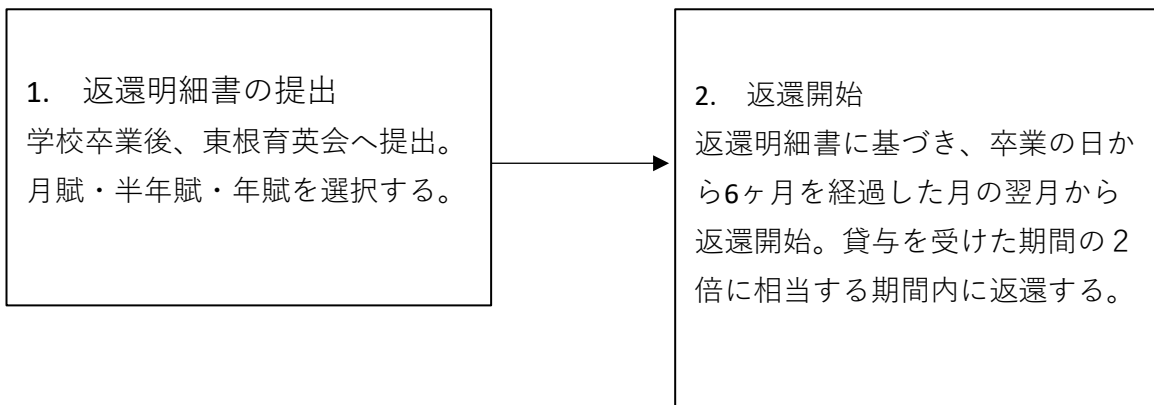 1. 返還明細書の提出
学校卒業後、東根育英会へ提出。
月賦・半年賦・年賦を選択する。
2. 返還開始
返還明細書に基づき、卒業の日か
ら6ヶ月を経過した月の翌月から
返還開始。貸与を受けた期間の２
倍に相当する期間内に返還する。